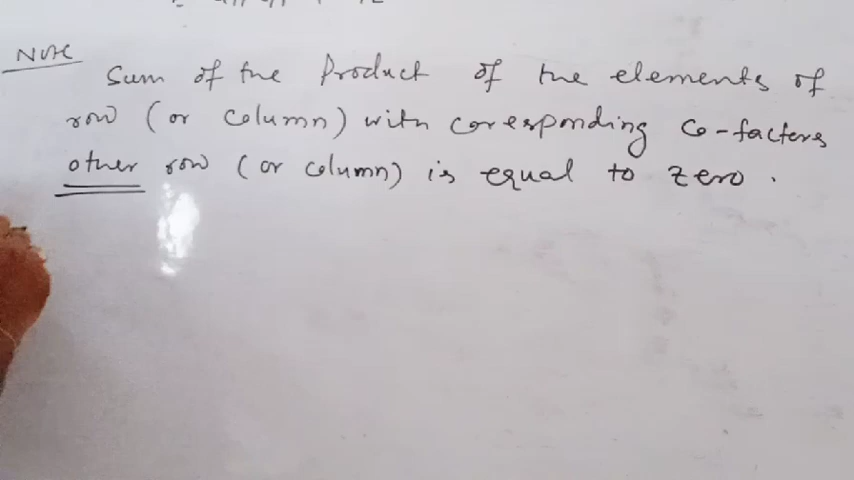 Note
Sum of the Product of the elements of
row (or column) with corresponding Co-factors
other row (or column) is equal to zero.